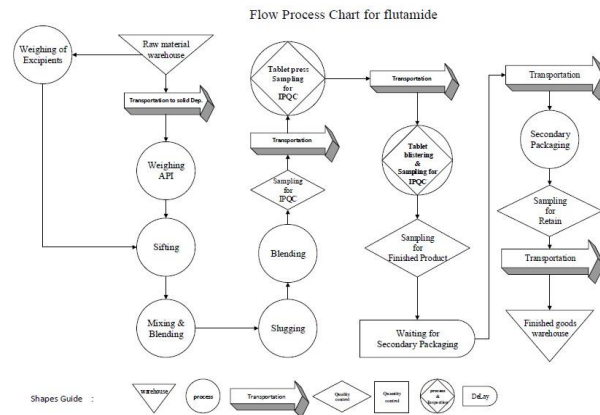 Flow Process Chart for flutamide
Weighing of
Excipients
Raw material
warehouse
Transportation to solid Dep.
Weighing
API
Sifting
Mixing &
Blending
Slugging
Blending
Sampling
for
IPQC
Transportation
Tablet press
Sampling
for
IPQC
Transportation
Tablet
blistering
&
Sampling for
IPQC
Sampling
for
Finished Product
Waiting for
Secondary Packaging
Transportation
Secondary
Packaging
Sampling
for
Retain
Transportation
Finished goods
warehouse
Shapes Guide :
warehouse
process
Transportation
Quality
control
Quantity
control
process
&
Inspection
DeLay